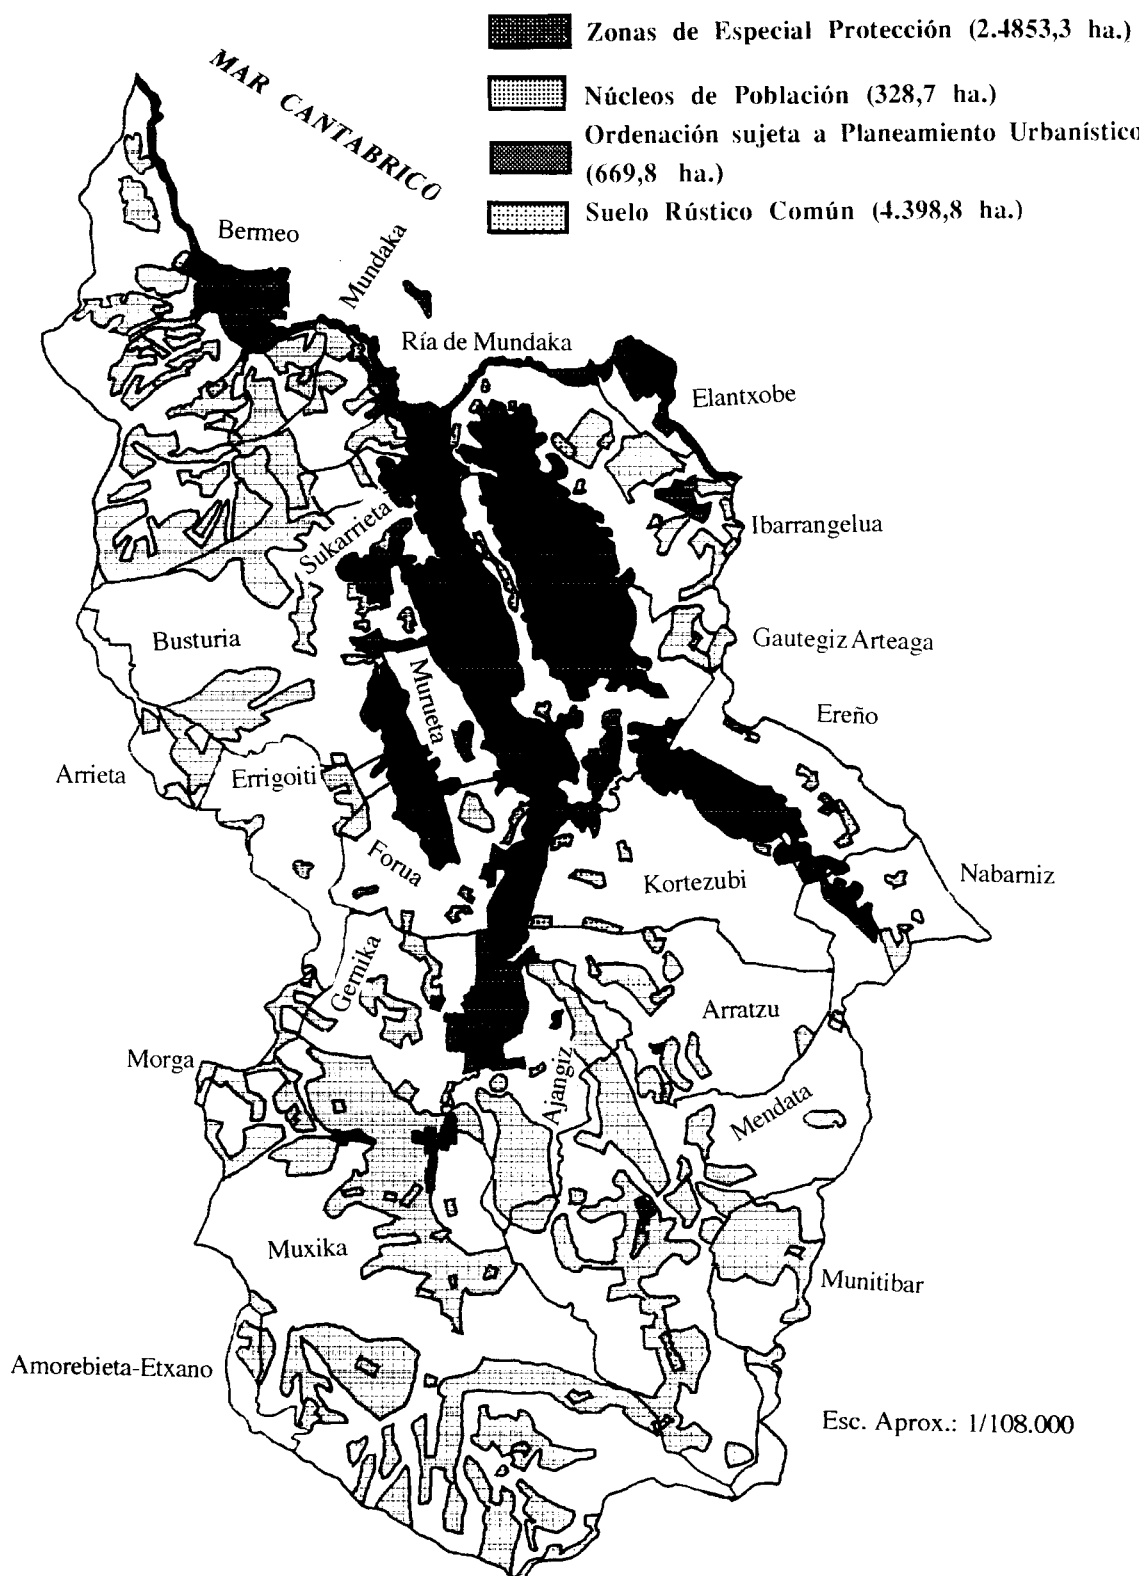 Zonas de Especial Protección (2.4853,3 ha.)
Núcleos de Población (328,7 ha.)
Ordenación sujeta a Planeamiento Urbanístico
(669,8 ha.)
Suelo Rústico Común (4.398,8 ha.)
MAR CANTABRICO
Bermeo
Mundaka
Ría de Mundaka
Elantxobe
Sukarrieta
Ibarrangelua
Busturia
Gautegiz Arteaga
Murueta
Ereño
Arrieta
Errigoiti
Forua
Kortezubi
Nabarniz
Gernika
Arratzu
Morga
Ajangiz
Mendata
Muxika
Munitibar
Amorebieta-Etxano
Esc. Aprox.: 1/108.000